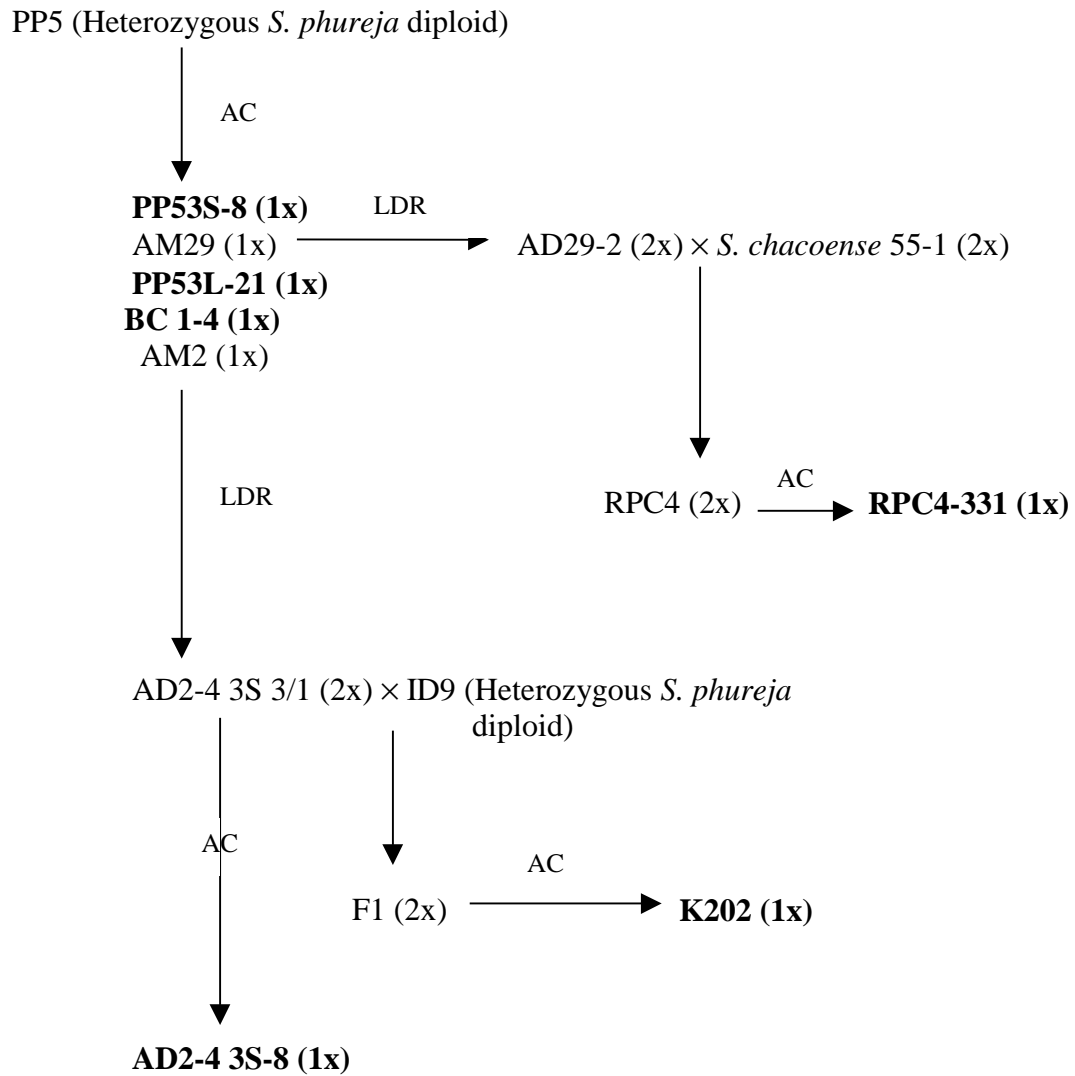 PP5 (Heterozygous S. phureja diploid)
AC
PP53S-8 (1x)
LDR
AM29 (1x)
AD29-2 (2x) × S. chacoense 55-1 (2x)
PP53L-21 (1x)
BC 1-4 (1x)
AM2 (1x)
AC
LDR
RPC4 (2x)
RPC4-331 (1x)
AD2-4 3S 3/1 (2x) × ID9 (Heterozygous S. phureja
diploid)
AC
AC
F1 (2x)
K202 (1x)
AD2-4 3S-8 (1x)